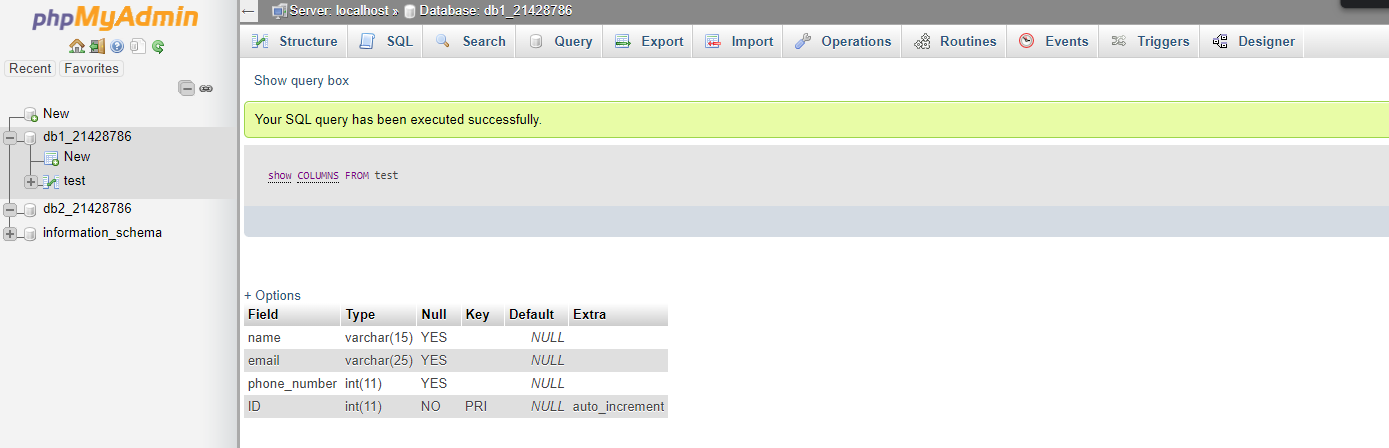 phpMyAdmin
Recent Favorites
New
db1_21428786
New
test
db2_21428786
information_schema
← Server: localhost » Database: db1_21428786
Structure SQL Search Query Export Import Operations Routines Events Triggers Designer
Show query box
Your SQL query has been executed successfully.
show COLUMNS FROM test
+ Options
Field Type Null Key Default Extra
name varchar(15) YES NULL
email varchar(25) YES NULL
phone_number int(11) YES NULL
ID int(11) NO PRI NULL auto_increment